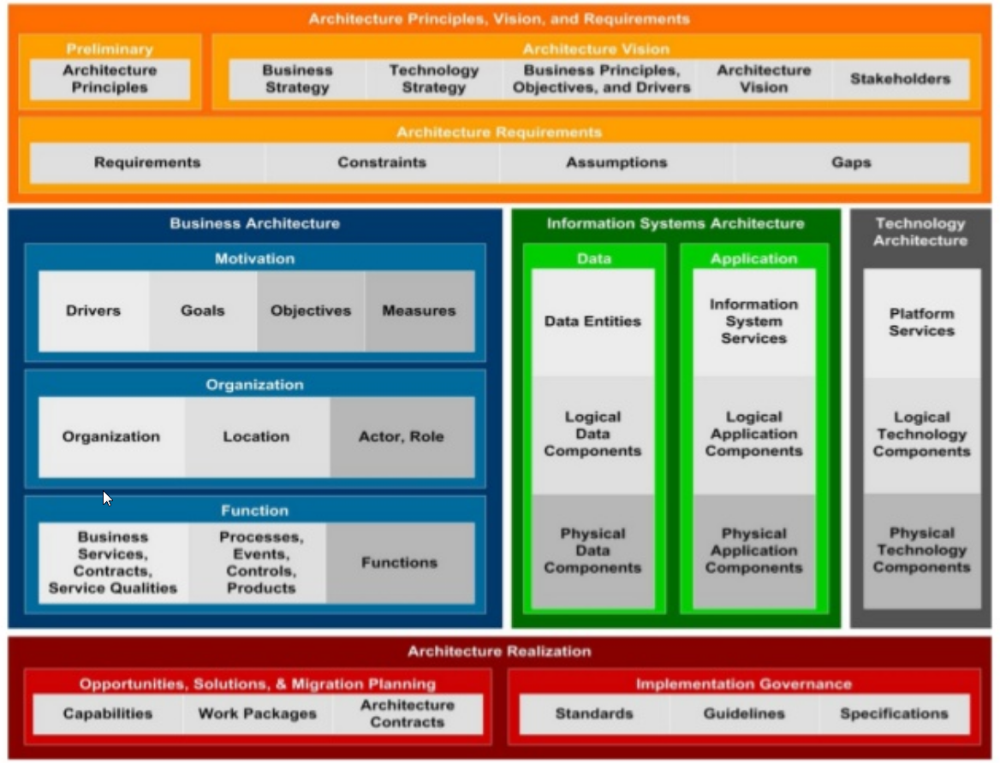 Architecture Principles, Vision, and Requirements
Preliminary
Architecture
Principles
Architecture Vision
Business
Strategy
Technology
Strategy
Business Principles,
Objectives, and Drivers
Architecture
Vision
Stakeholders
Architecture Requirements
Requirements
Constraints
Assumptions
Gaps
Business Architecture
Motivation
Drivers
Goals
Objectives
Measures
Organization
Organization
Location
Actor, Role
Function
Business
Services,
Contracts,
Service Qualities
Processes,
Events,
Controls,
Products
Functions
Information Systems Architecture
Data
Data Entities
Logical
Data
Components
Physical
Data
Components
Application
Information
System
Services
Logical
Application
Components
Physical
Application
Components
Technology
Architecture
Platform
Services
Logical
Technology
Components
Physical
Technology
Components
Architecture Realization
Opportunities, Solutions, & Migration Planning
Capabilities
Work Packages
Architecture
Contracts
Implementation Governance
Standards
Guidelines
Specifications